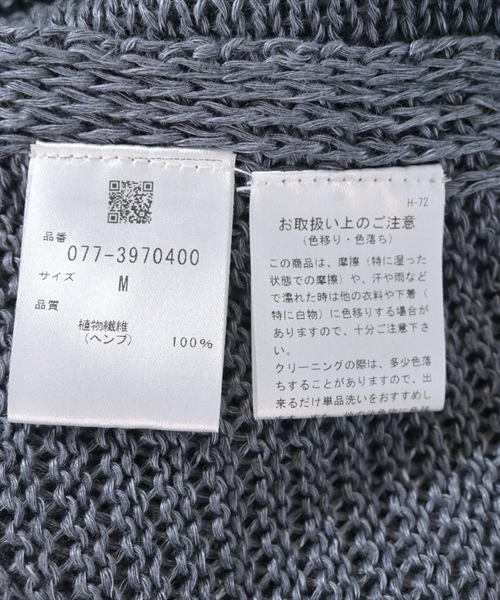 品番
077-3970400
サイズ
M
品質
植物繊維
(ヘンプ) 100%
H-72
お取扱い上のご注意
(色移り・色落ち)
この商品は、摩擦(特に湿った
状態での摩擦)や、汗や雨など
で濡れた時は他の衣料や下着(
特に白物)に色移りする場合が
ありますので、十分ご注意下さ
い。
クリーニングの際は、多少色落
ちすることがありますので、出
来るだけ単品洗いをおすすめし